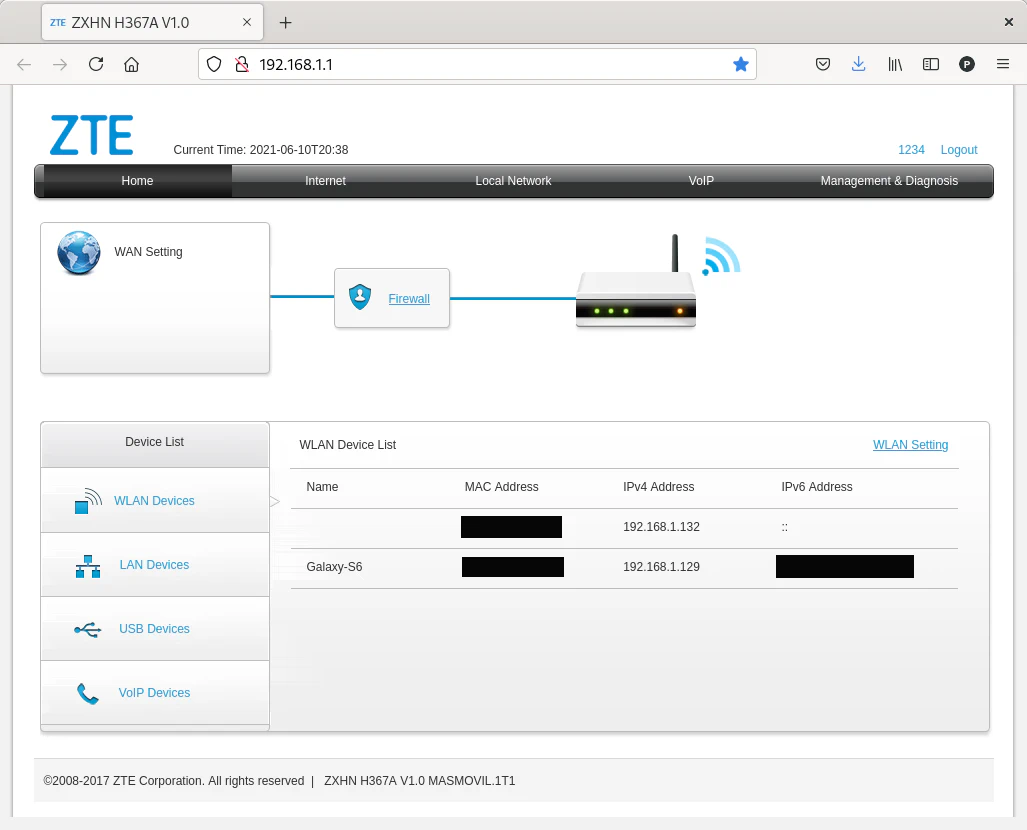 ZTE ZXHN H367A V1.0
192.168.1.1
P
ZTE
Current Time: 2021-06-10T20:38
1234 Logout
Home Internet Local Network VoIP Management & Diagnosis
WAN Setting
Firewall
Device List
WLAN Devices
LAN Devices
USB Devices
VoIP Devices
WLAN Device List WLAN Setting
Name MAC Address IPv4 Address IPv6 Address
192.168.1.132 ::
Galaxy-S6 192.168.1.129
©2008-2017 ZTE Corporation. All rights reserved | ZXHN H367A V1.0 MASMOVIL.1T1